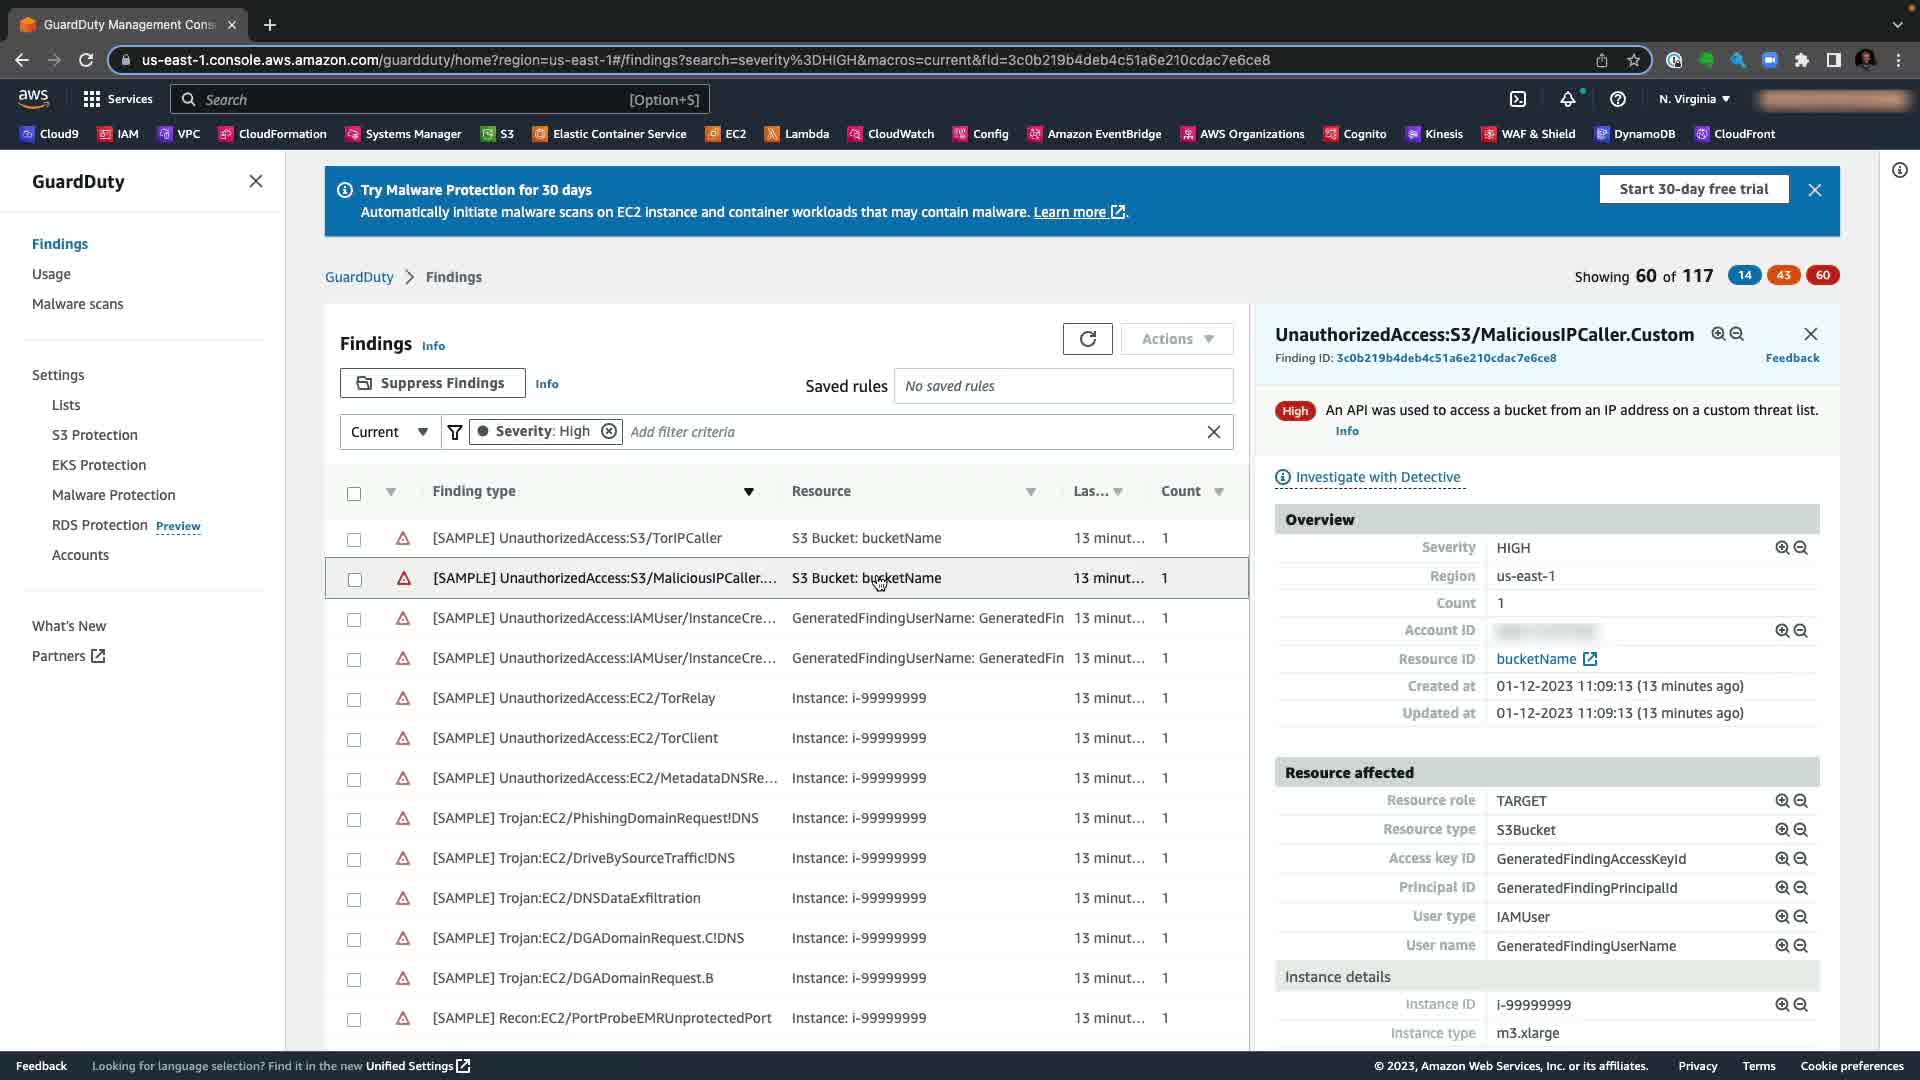 GuardDuty Management Cons
us-east-1.console.aws.amazon.com/guardduty/home?region=us-east-1#/findings?search=severity%3DHIGH&macros=current&fId=3c0b219b4deb4c51a6e210cdac7e6ce8
aws Services Search [Option+S] N. Virginia
Cloud9 IAM VPC CloudFormation Systems Manager S3 Elastic Container Service EC2 Lambda CloudWatch Config Amazon EventBridge AWS Organizations Cognito Kinesis WAF & Shield DynamoDB CloudFront
GuardDuty
Findings
Usage
Malware scans
Settings
Lists
S3 Protection
EKS Protection
Malware Protection
RDS Protection Preview
Accounts
What's New
Partners
Try Malware Protection for 30 days
Automatically initiate malware scans on EC2 instance and container workloads that may contain malware. Learn more.
Start 30-day free trial
GuardDuty > Findings
Showing 60 of 117 14 43 60
Findings Info
Actions
Suppress Findings Info
Saved rules No saved rules
Current Severity: High Add filter criteria
Finding type Resource Las... Count
[SAMPLE] UnauthorizedAccess:S3/TorIPCaller S3 Bucket: bucketName 13 minut... 1
[SAMPLE] UnauthorizedAccess:S3/MaliciousIPCaller.... S3 Bucket: bucketName 13 minut... 1
[SAMPLE] UnauthorizedAccess:IAMUser/InstanceCre... GeneratedFindingUserName: GeneratedFin 13 minut... 1
[SAMPLE] UnauthorizedAccess:IAMUser/InstanceCre... GeneratedFindingUserName: GeneratedFin 13 minut... 1
[SAMPLE] UnauthorizedAccess:EC2/TorRelay Instance: i-99999999 13 minut... 1
[SAMPLE] UnauthorizedAccess:EC2/TorClient Instance: i-99999999 13 minut... 1
[SAMPLE] UnauthorizedAccess:EC2/MetadataDNSRe... Instance: i-99999999 13 minut... 1
[SAMPLE] Trojan:EC2/PhishingDomainRequest!DNS Instance: i-99999999 13 minut... 1
[SAMPLE] Trojan:EC2/DriveBySourceTraffic!DNS Instance: i-99999999 13 minut... 1
[SAMPLE] Trojan:EC2/DNSDataExfiltration Instance: i-99999999 13 minut... 1
[SAMPLE] Trojan:EC2/DGADomainRequest.C!DNS Instance: i-99999999 13 minut... 1
[SAMPLE] Trojan:EC2/DGADomainRequest.B Instance: i-99999999 13 minut... 1
[SAMPLE] Recon:EC2/PortProbeEMRUnprotectedPort Instance: i-99999999 13 minut... 1
UnauthorizedAccess:S3/MaliciousIPCaller.Custom
Finding ID: 3c0b219b4deb4c51a6e210cdac7e6ce8 Feedback
High An API was used to access a bucket from an IP address on a custom threat list.
Info
Investigate with Detective
Overview
Severity HIGH
Region us-east-1
Count 1
Account ID
Resource ID bucketName
Created at 01-12-2023 11:09:13 (13 minutes ago)
Updated at 01-12-2023 11:09:13 (13 minutes ago)
Resource affected
Resource role TARGET
Resource type S3Bucket
Access key ID GeneratedFindingAccessKeyId
Principal ID GeneratedFindingPrincipalId
User type IAMUser
User name GeneratedFindingUserName
Instance details
Instance ID i-99999999
Instance type m3.xlarge
Feedback Looking for language selection? Find it in the new Unified Settings © 2023, Amazon Web Services, Inc. or its affiliates. Privacy Terms Cookie preferences